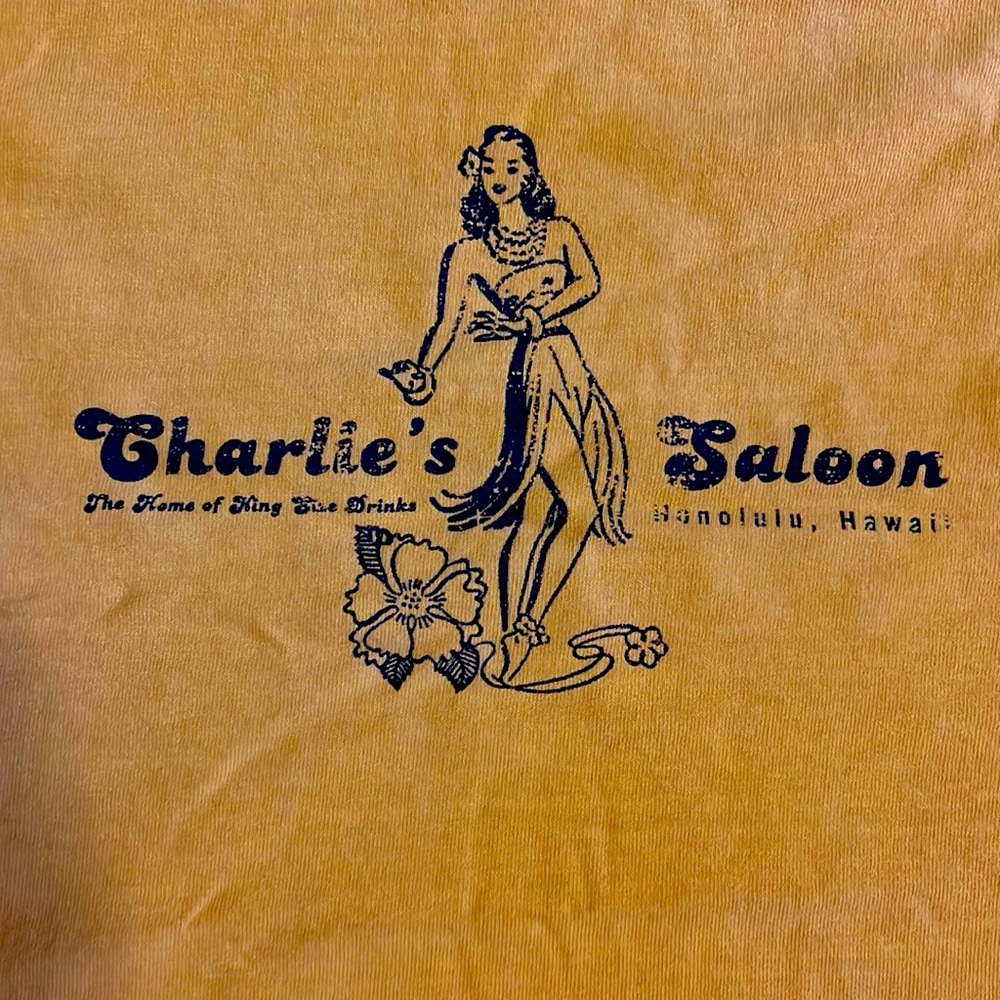 Charlie's Saloon
The Home of King Size Drinks
Honolulu, Hawaii